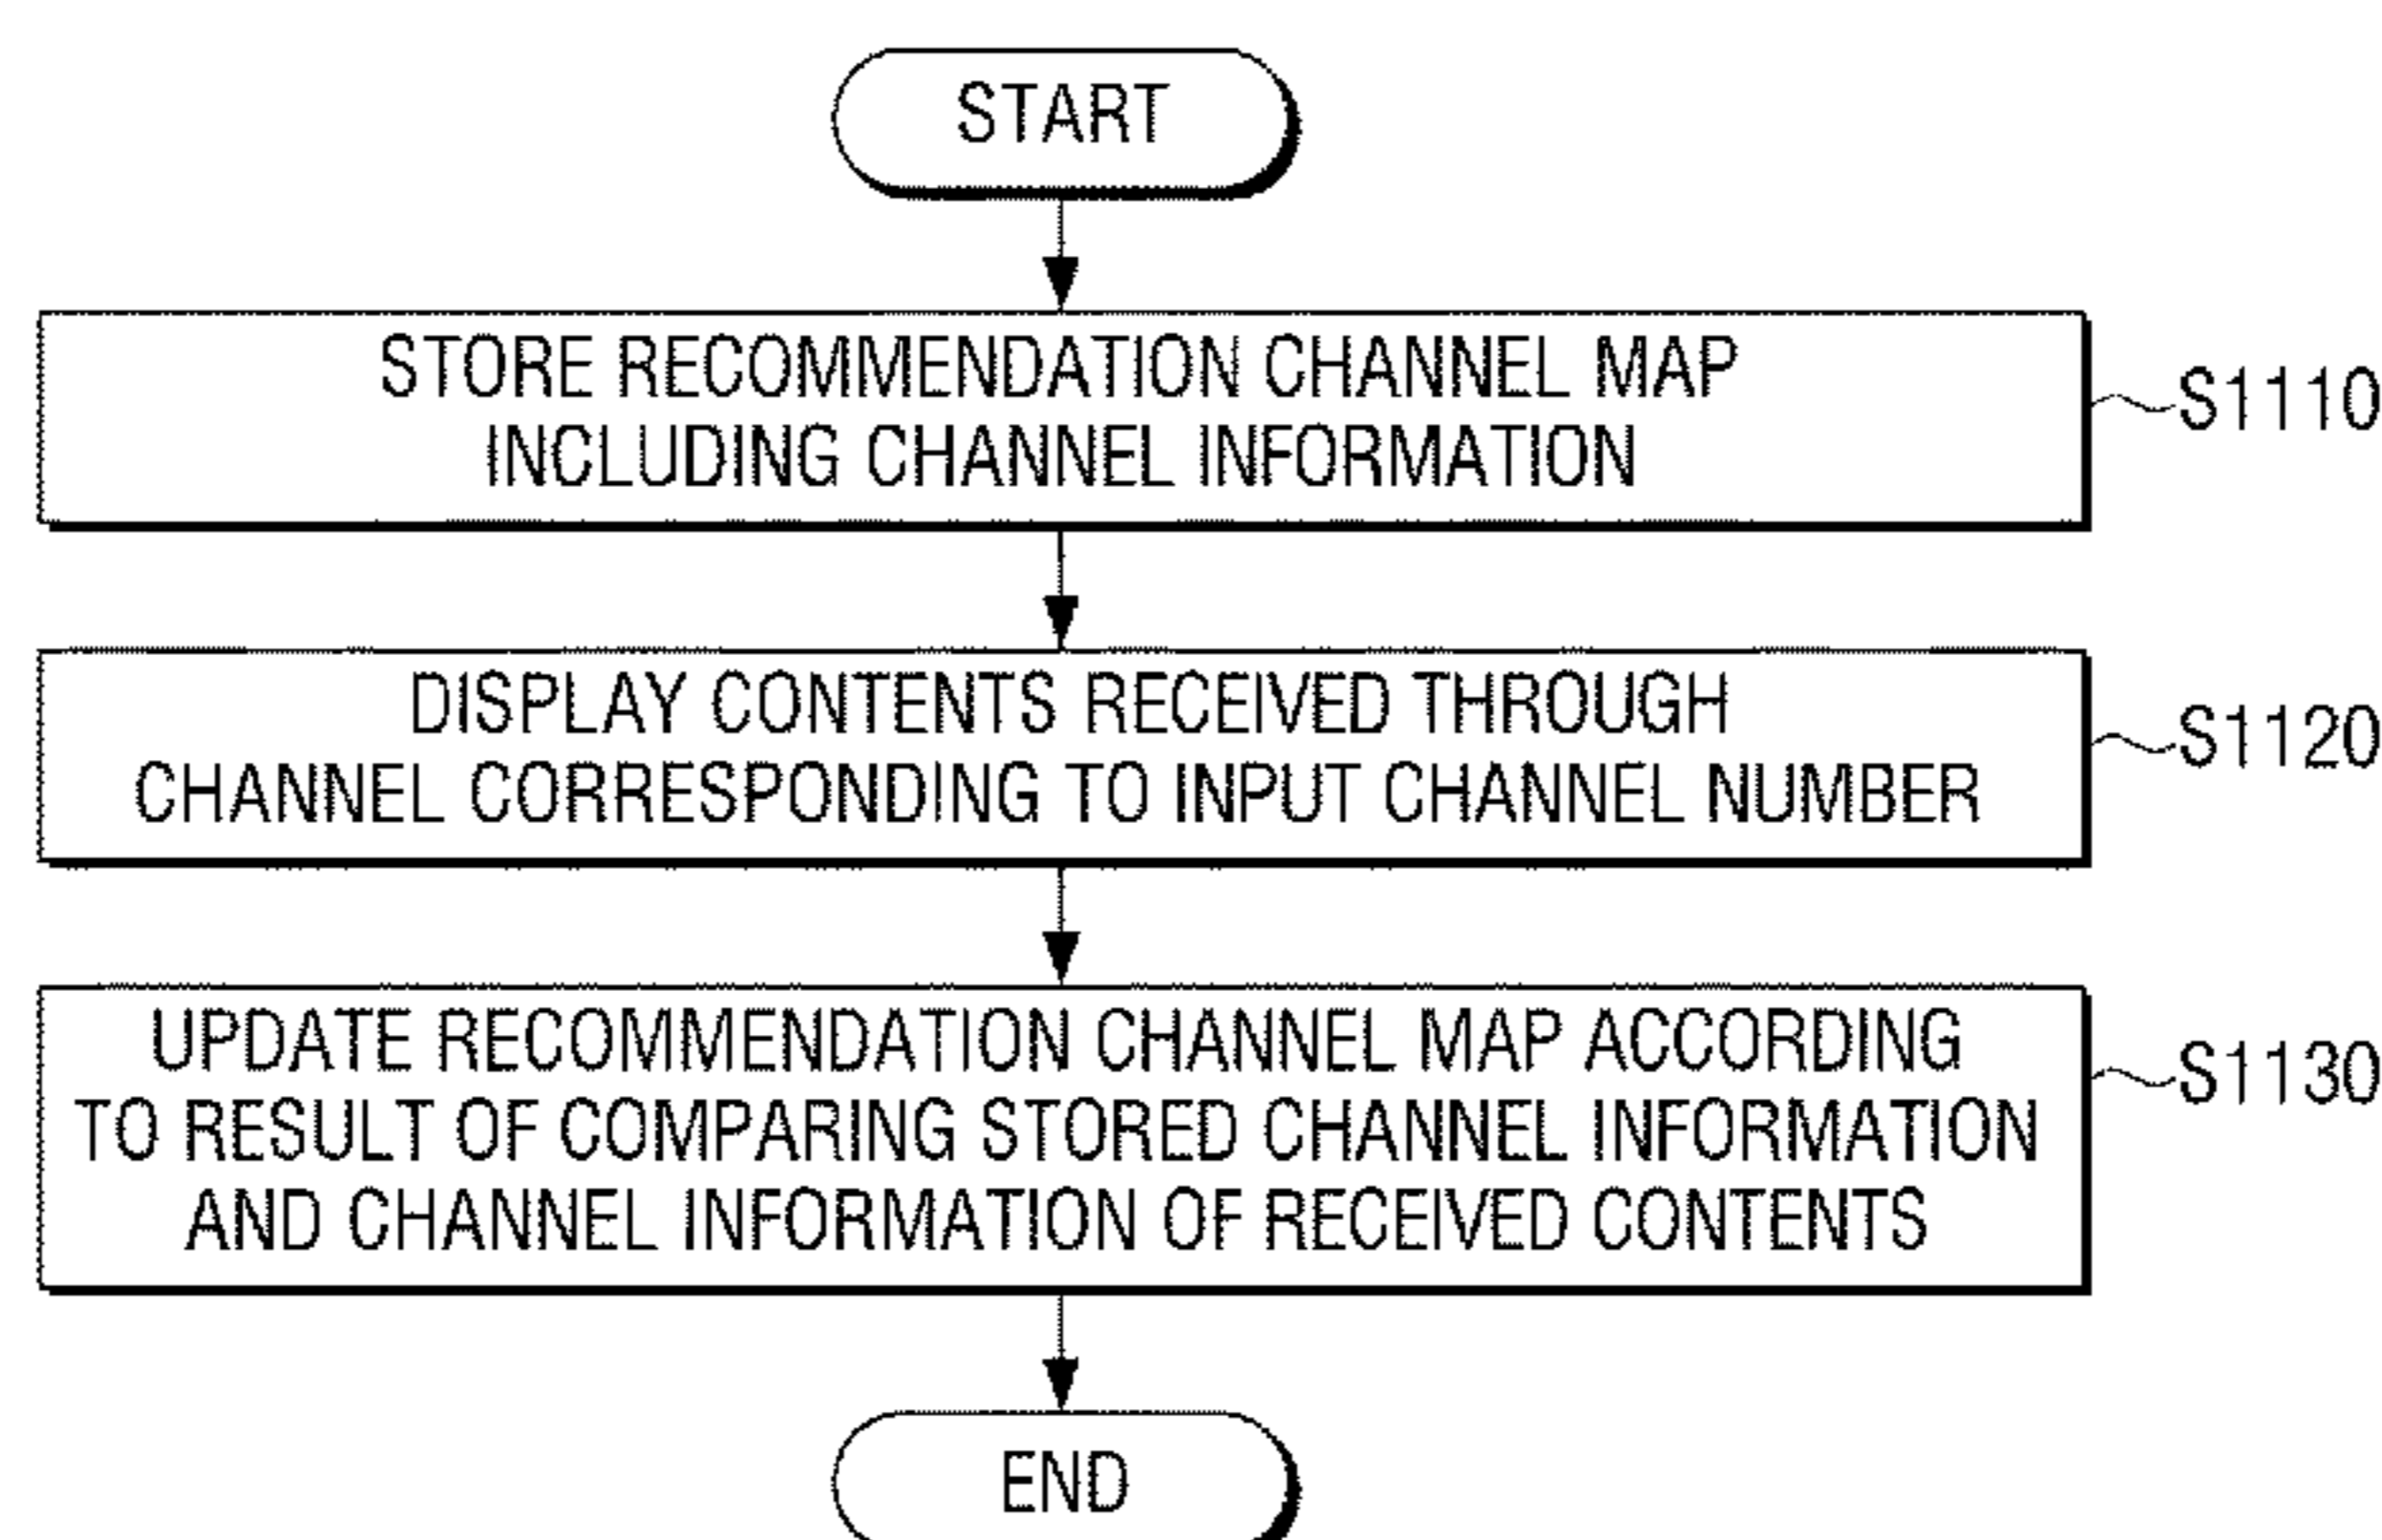 START
STORE RECOMMENDATION CHANNEL MAP
INCLUDING CHANNEL INFORMATION
S1110
DISPLAY CONTENTS RECEIVED THROUGH
CHANNEL CORRESPONDING TO INPUT CHANNEL NUMBER
S1120
UPDATE RECOMMENDATION CHANNEL MAP ACCORDING
TO RESULT OF COMPARING STORED CHANNEL INFORMATION
AND CHANNEL INFORMATION OF RECEIVED CONTENTS
S1130
END